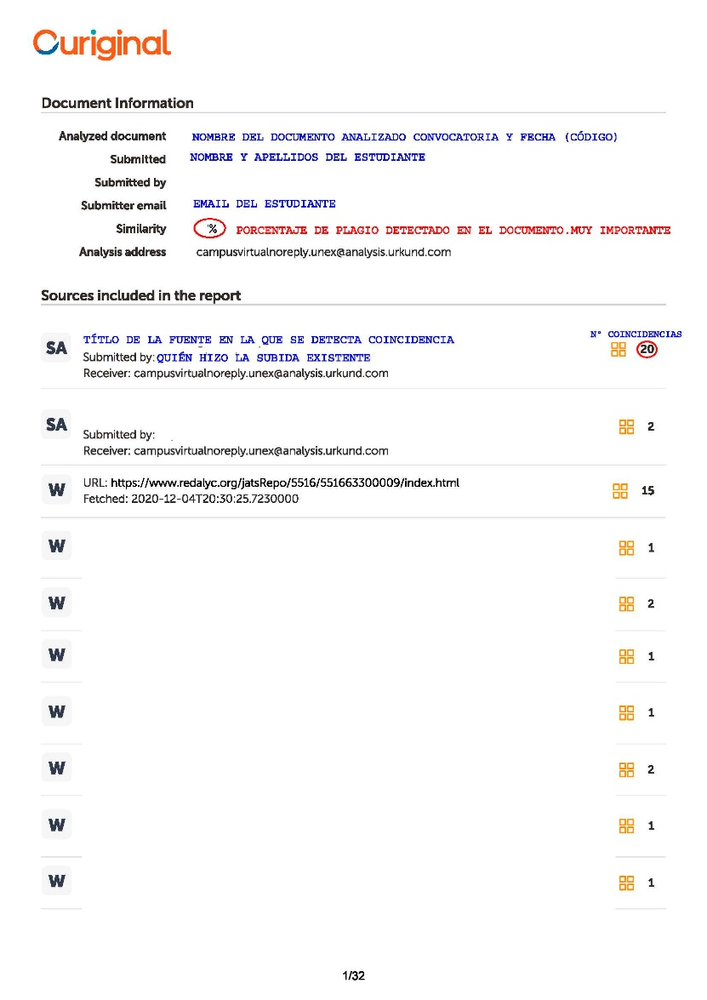 Ouriginal
Document Information
Analyzed document NOMBRE DEL DOCUMENTO ANALIZADO CONVOCATORIA Y FECHA (CÓDIGO)
Submitted NOMBRE Y APELLIDOS DEL ESTUDIANTE
Submitted by
Submitter email EMAIL DEL ESTUDIANTE
Similarity % PORCENTAJE DE PLAGIO DETECTADO EN EL DOCUMENTO.MUY IMPORTANTE
Analysis address campusvirtualnoreply.unex@analysis.urkund.com
Sources included in the report
Nº COINCIDENCIAS
SA TÍTLO DE LA FUENTE EN LA QUE SE DETECTA COINCIDENCIA
Submitted by: QUIÉN HIZO LA SUBIDA EXISTENTE 20
Receiver: campusvirtualnoreply.unex@analysis.urkund.com
SA 2
Submitted by:
Receiver: campusvirtualnoreply.unex@analysis.urkund.com
W URL: https://www.redalyc.org/jatsRepo/5516/551663300009/index.html 15
Fetched: 2020-12-04T20:30:25.7230000
W 1
W 2
W 1
W 1
W 2
W 1
W 1
1/32